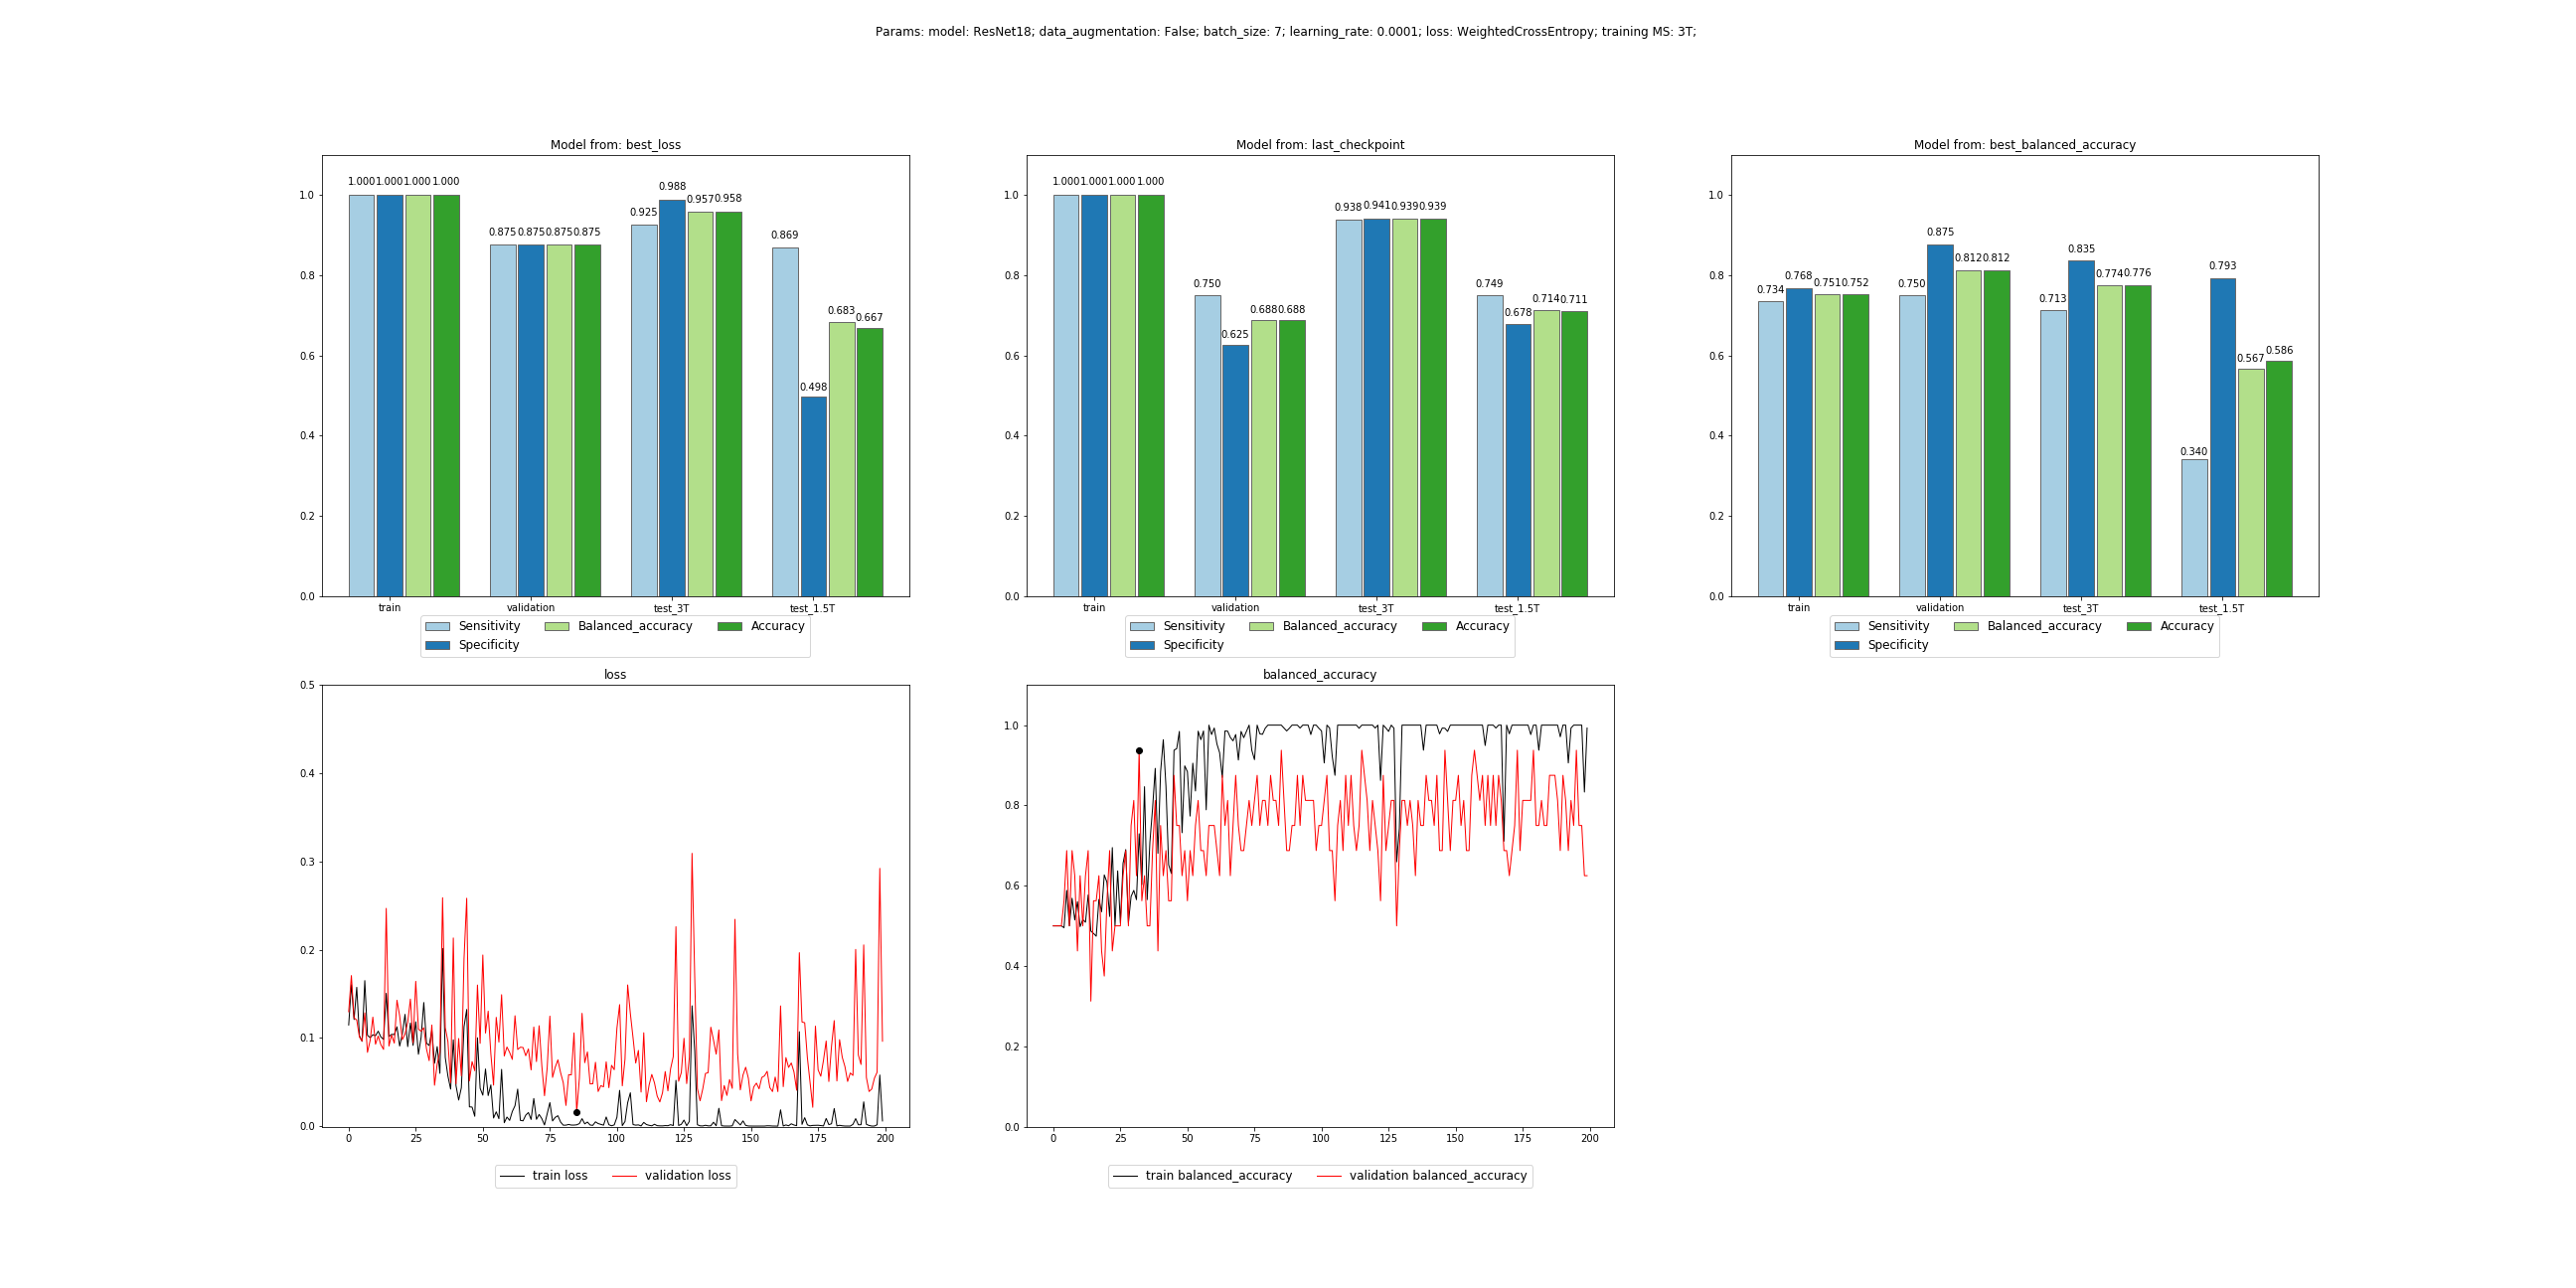 Params: model: ResNet18; data_augmentation: False; batch_size: 7; learning_rate: 0.0001; loss: WeightedCrossEntropy; training MS: 3T;
Model from: best_loss
1.000 1.000 1.000 1.000
0.875 0.875 0.875 0.875
0.925 0.988 0.957 0.958
0.869 0.498 0.683 0.667
1.0
0.8
0.6
0.4
0.2
0.0
train validation test_3T test_1.5T
Sensitivity Balanced_accuracy Accuracy
Specificity
Model from: last_checkpoint
1.000 1.000 1.000 1.000
0.750 0.625 0.688 0.688
0.938 0.941 0.939 0.939
0.749 0.678 0.714 0.711
1.0
0.8
0.6
0.4
0.2
0.0
train validation test_3T test_1.5T
Sensitivity Balanced_accuracy Accuracy
Specificity
Model from: best_balanced_accuracy
0.734 0.768 0.751 0.752
0.750 0.875 0.812 0.812
0.713 0.835 0.774 0.776
0.340 0.793 0.567 0.586
1.0
0.8
0.6
0.4
0.2
0.0
train validation test_3T test_1.5T
Sensitivity Balanced_accuracy Accuracy
Specificity
loss
0.5
0.4
0.3
0.2
0.1
0.0
0 25 50 75 100 125 150 175 200
train loss validation loss
balanced_accuracy
1.0
0.8
0.6
0.4
0.2
0.0
0 25 50 75 100 125 150 175 200
train balanced_accuracy validation balanced_accuracy